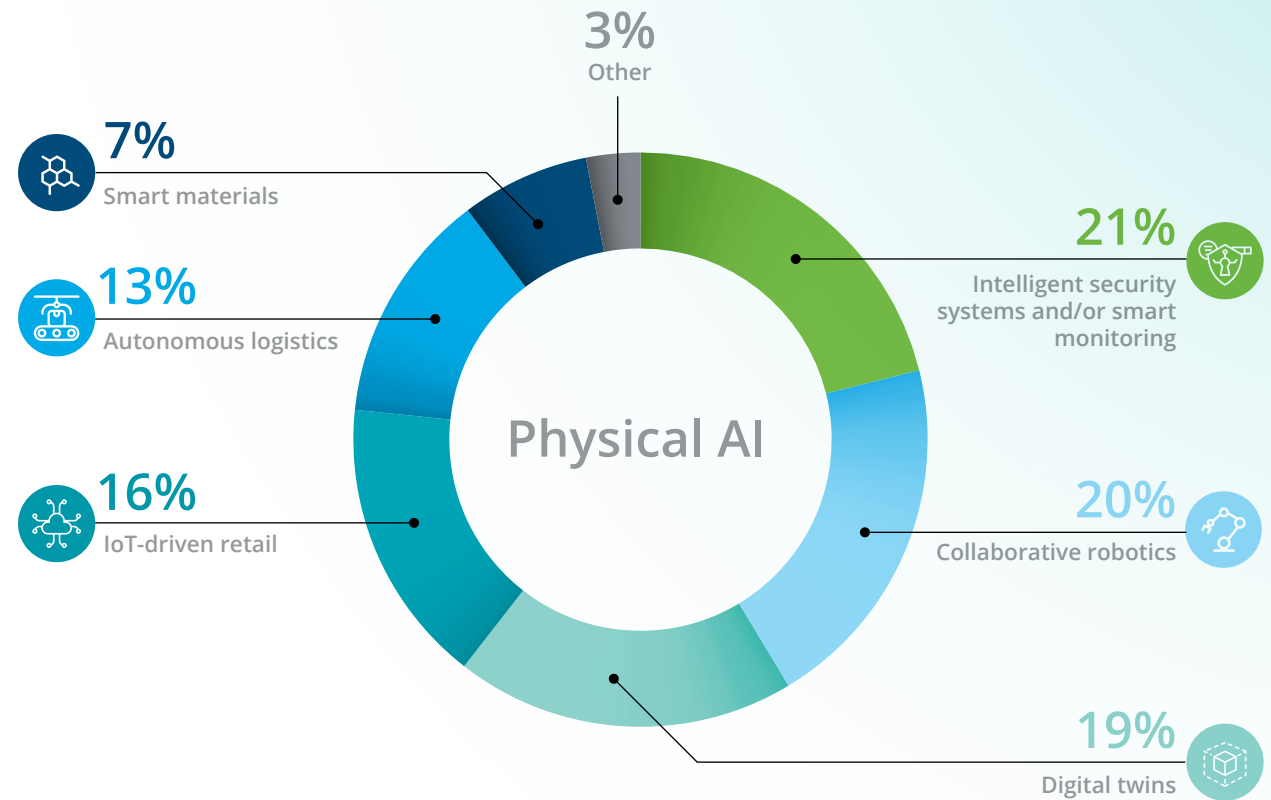 3%
Other
7%
Smart materials
21%
Intelligent security
systems and/or smart
monitoring
13%
Autonomous logistics
Physical AI
16%
IoT-driven retail
20%
Collaborative robotics
19%
Digital twins